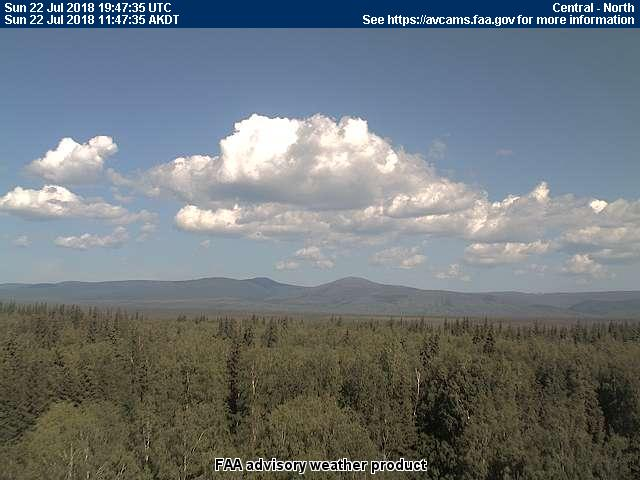 Sun 22 Jul 2018 19:47:35 UTC
Central - North
Sun 22 Jul 2018 11:47:35 AKDT
See https://avcams.faa.gov for more information
FAA advisory weather product